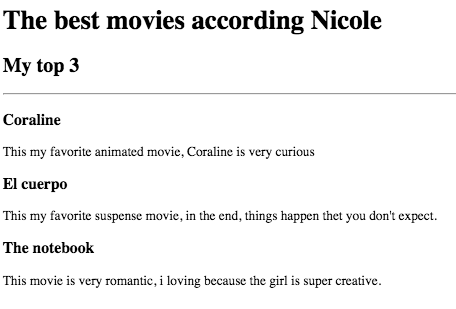 The best movies according Nicole
My top 3
Coraline
This my favorite animated movie, Coraline is very curious
El cuerpo
This my favorite suspense movie, in the end, things happen thet you don't expect.
The notebook
This movie is very romantic, i loving because the girl is super creative.